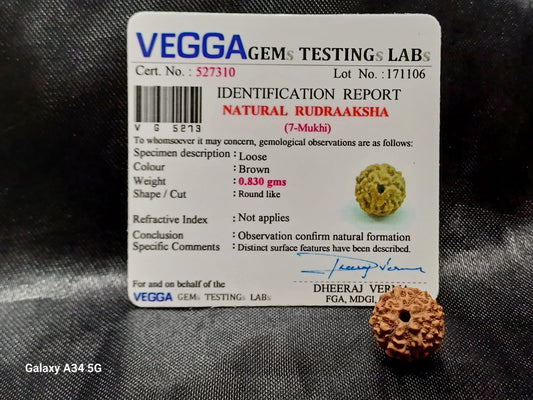 VEGGA GEMS TESTINGS LABS
Cert. No. : 527310 Lot No. :171106
IDENTIFICATION REPORT
NATURAL RUDRAAKSHA
(7-Mukhi)
V G 5273
To whomsoever it may concern, gemological observations are as follows:
Specimen description : Loose
Colour : Brown
Weight : 0.830 gms
Shape / Cut : Round like
Refractive Index : Not applies
Conclusion : Observation confirm natural formation
Specific Comments : Distinct surface features have been described.
Dheeraj Verma
For and on behalf of the
VEGGA GEMS TESTINGS LABS
DHEERAJ
FGA, MDGI,
Galaxy A34 5G